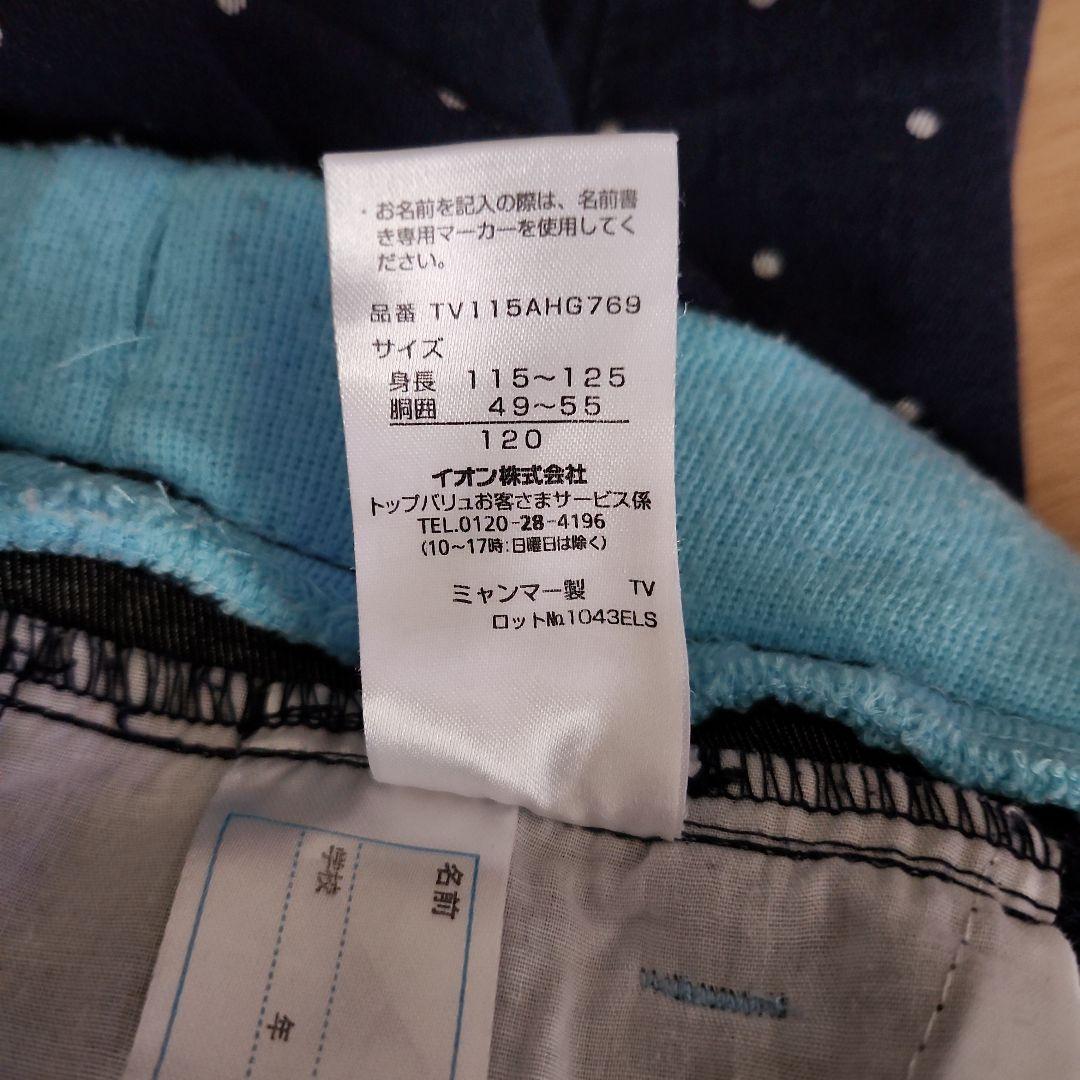 ・お名前を記入の際は、名前書
き専用マーカーを使用してく
ださい。
品番 TV115AHG769
サイズ
身長 115～125
胴囲 49～55
120
イオン株式会社
トップバリュお客さまサービス係
TEL.0120-28-4196
(10～17時:日曜日は除く)
ミャンマー製 TV
ロット№1043ELS
名前
学校
年